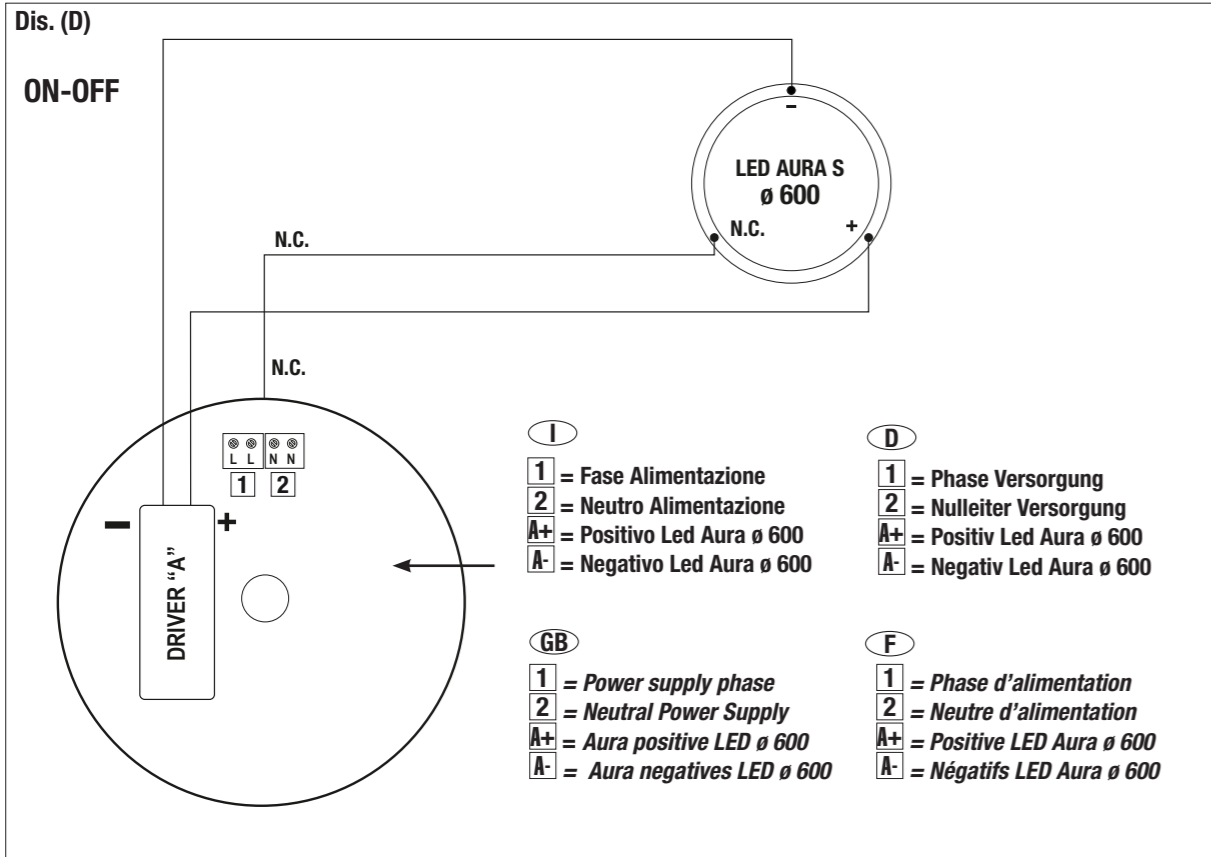 Dis. (D)
ON-OFF
–
LED AURA S
ø 600
N.C. +
N.C.
N.C.
L L N N
1 2
– +
DRIVER “A”
I
1 = Fase Alimentazione
2 = Neutro Alimentazione
A+ = Positivo Led Aura ø 600
A- = Negativo Led Aura ø 600
D
1 = Phase Versorgung
2 = Nulleiter Versorgung
A+ = Positiv Led Aura ø 600
A- = Negativ Led Aura ø 600
GB
1 = Power supply phase
2 = Neutral Power Supply
A+ = Aura positive LED ø 600
A- = Aura negatives LED ø 600
F
1 = Phase d’alimentation
2 = Neutre d’alimentation
A+ = Positive LED Aura ø 600
A- = Négatifs LED Aura ø 600